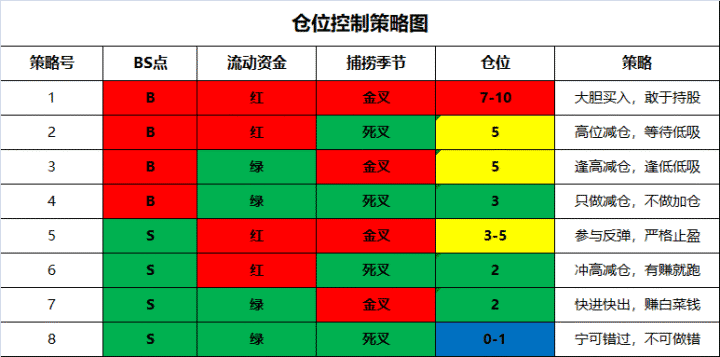 仓位控制策略图
策略号 BS点 流动资金 捕捞季节 仓位 策略
1 B 红 金叉 7-10 大胆买入，敢于持股
2 B 红 死叉 5 高位减仓，等待低吸
3 B 绿 金叉 5 逢高减仓，逢低低吸
4 B 绿 死叉 3 只做减仓，不做加仓
5 S 红 金叉 3-5 参与反弹，严格止盈
6 S 红 死叉 2 冲高减仓，有赚就跑
7 S 绿 金叉 2 快进快出，赚白菜钱
8 S 绿 死叉 0-1 宁可错过，不可做错